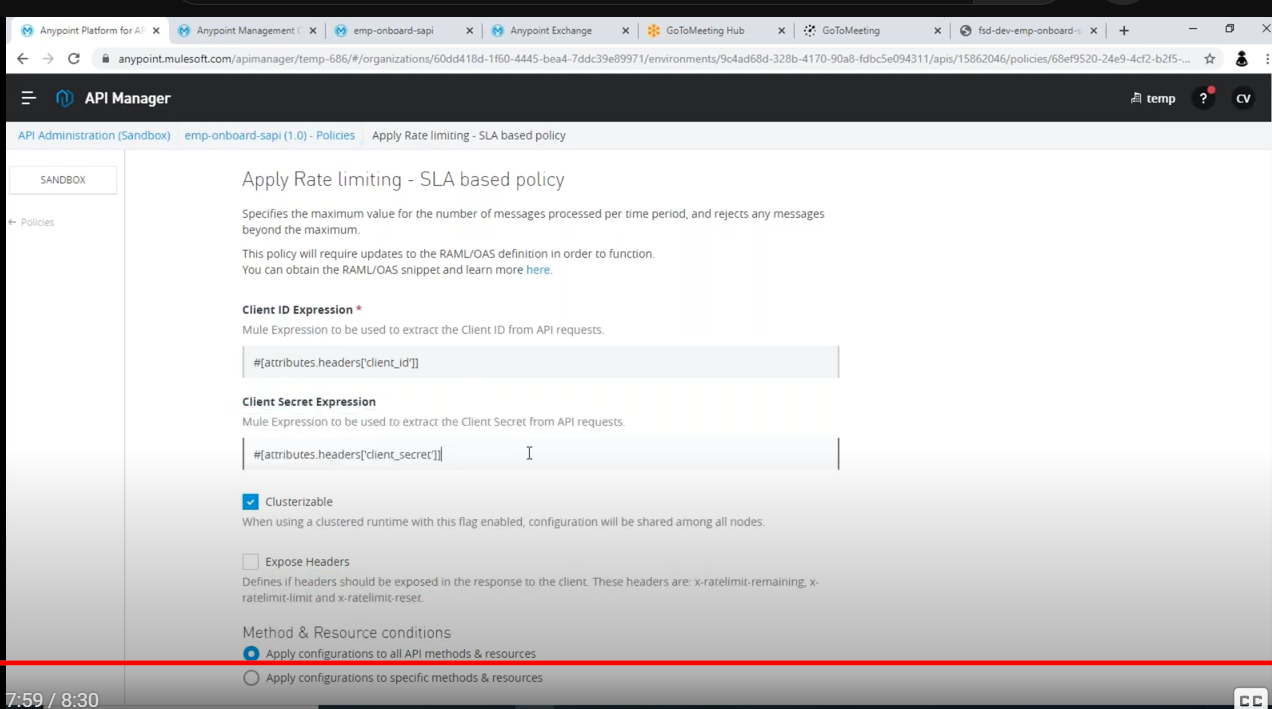 Anypoint Platform for AP
Anypoint Management C
emp-onboard-sapi
Anypoint Exchange
GoToMeeting Hub
GoToMeeting
fsd-dev-emp-onboard-s
anypoint.mulesoft.com/apimanager/temp-686/#/organizations/60dd418d-1f60-4445-bea4-7ddc39e89971/environments/9c4ad68d-328b-4170-90a8-fdbc5e094311/apis/15862046/policies/68ef9520-24e9-4cf2-b2f5-...
API Manager
temp
?
CV
API Administration (Sandbox)
emp-onboard-sapi (1.0) - Policies
Apply Rate limiting - SLA based policy
SANDBOX
← Policies
Apply Rate limiting - SLA based policy
Specifies the maximum value for the number of messages processed per time period, and rejects any messages
beyond the maximum.
This policy will require updates to the RAML/OAS definition in order to function.
You can obtain the RAML/OAS snippet and learn more here.
Client ID Expression *
Mule Expression to be used to extract the Client ID from API requests.
#[attributes.headers['client_id']]
Client Secret Expression
Mule Expression to be used to extract the Client Secret from API requests.
#[attributes.headers['client_secret']]
Clusterizable
When using a clustered runtime with this flag enabled, configuration will be shared among all nodes.
Expose Headers
Defines if headers should be exposed in the response to the client. These headers are: x-ratelimit-remaining, x-
ratelimit-limit and x-ratelimit-reset.
Method & Resource conditions
Apply configurations to all API methods & resources
Apply configurations to specific methods & resources
7:59 / 8:30
CC